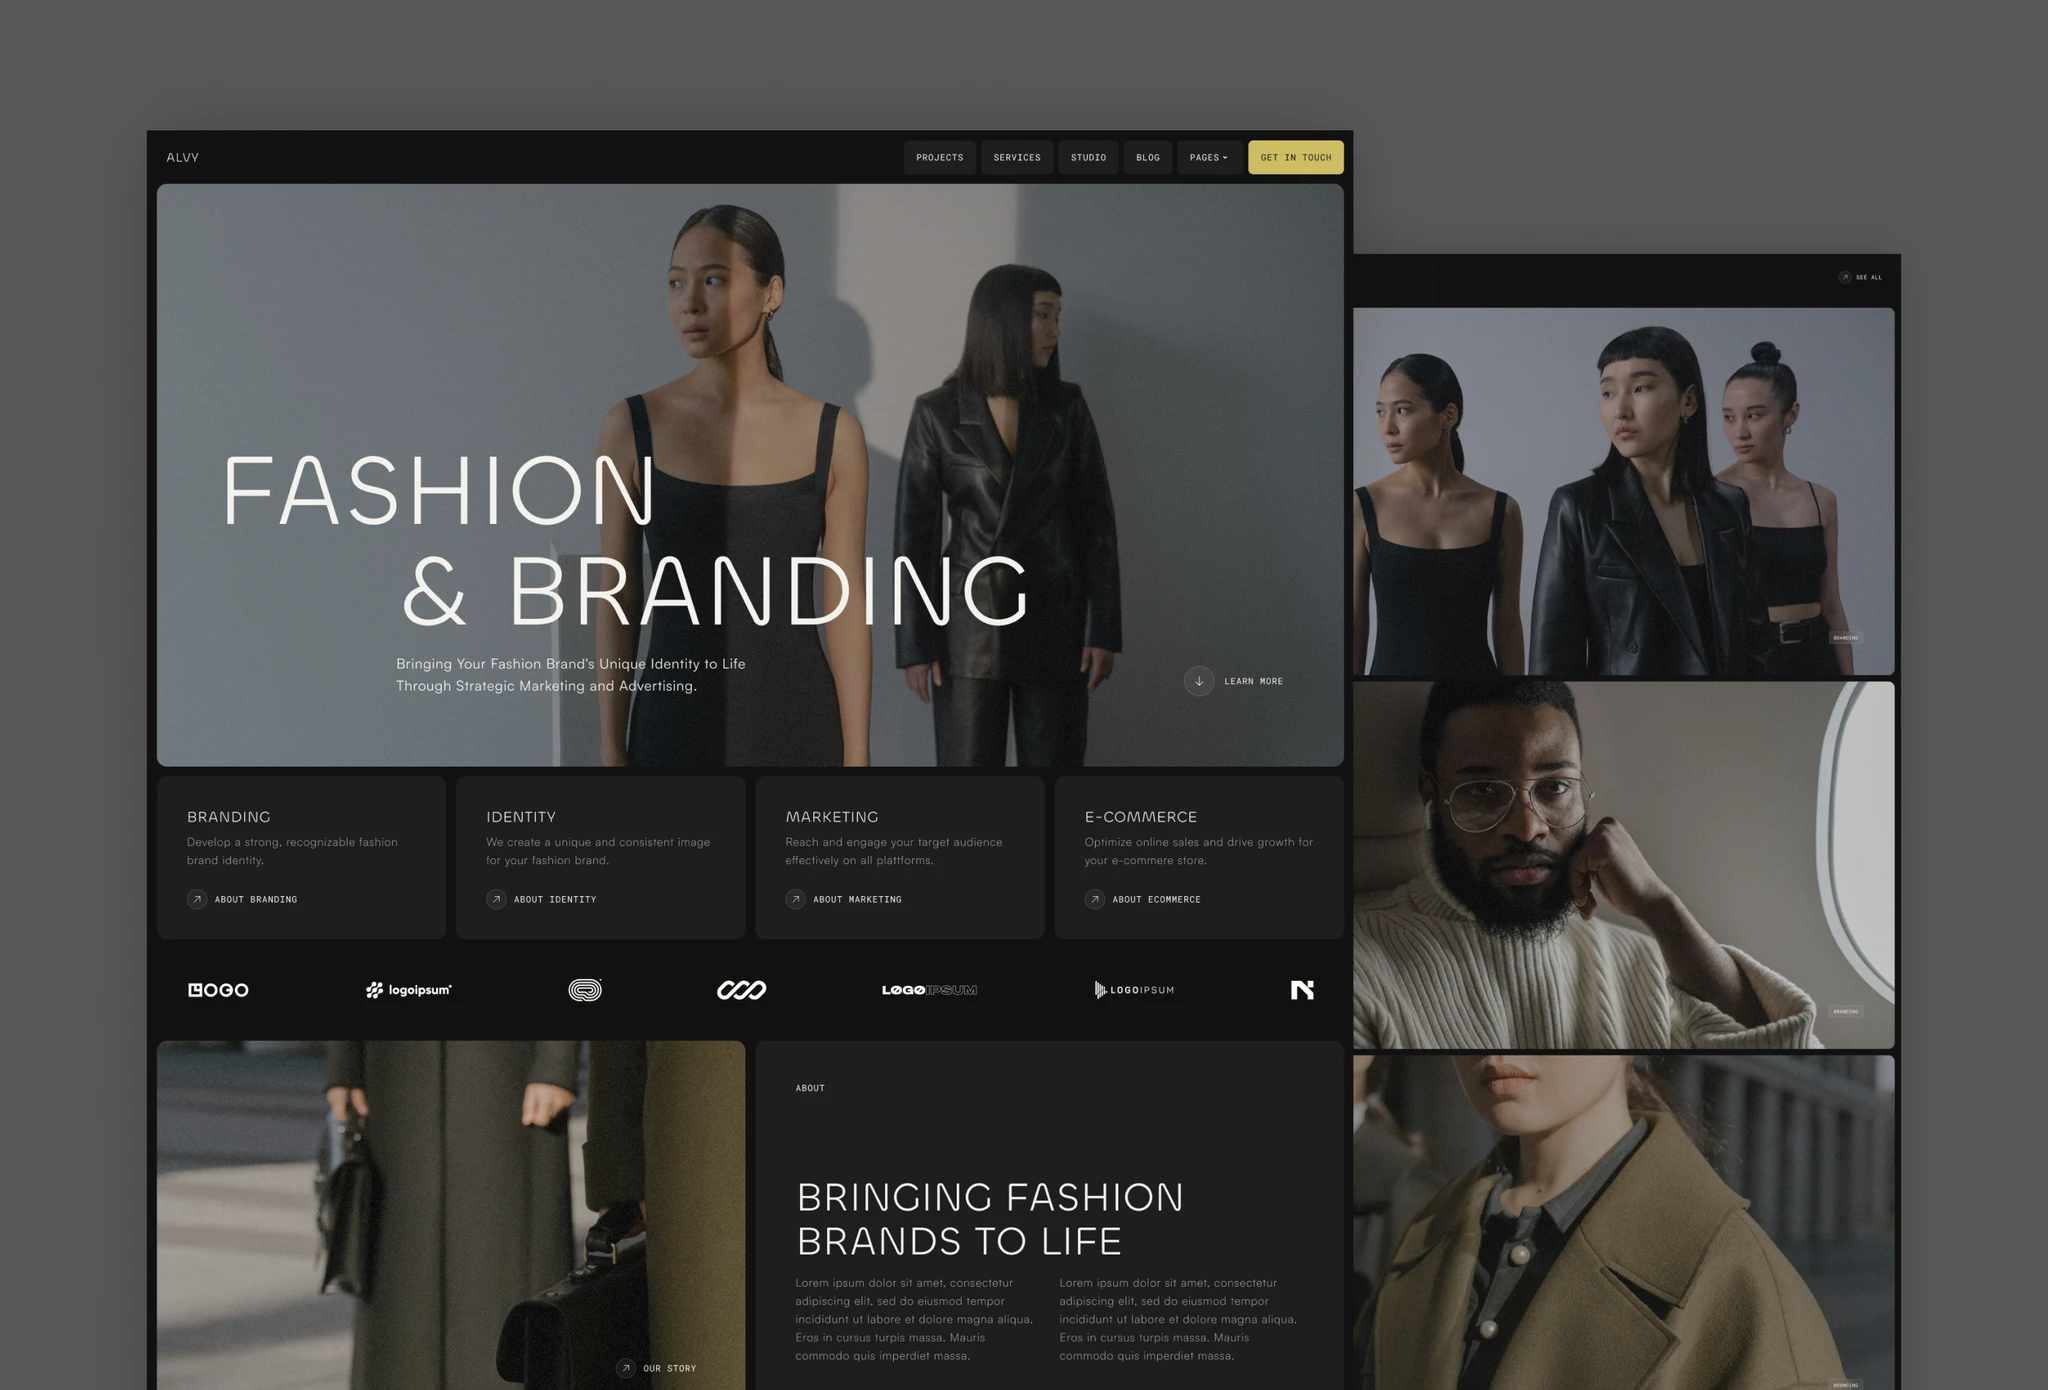 ALVY
PROJECTS
SERVICES
STUDIO
BLOG
PAGES
GET IN TOUCH
FASHION
& BRANDING
Bringing Your Fashion Brand's Unique Identity to Life
Through Strategic Marketing and Advertising.
LEARN MORE
BRANDING
Develop a strong, recognizable fashion
brand identity.
ABOUT BRANDING
IDENTITY
We create a unique and consistent image
for your fashion brand.
ABOUT IDENTITY
MARKETING
Reach and engage your target audience
effectively on all plattforms.
ABOUT MARKETING
E-COMMERCE
Optimize online sales and drive growth for
your e-commere store.
ABOUT ECOMMERCE
LOGO
logoipsum
LOGOIPSUM
LOGOIPSUM
N
OUR STORY
ABOUT
BRINGING FASHION
BRANDS TO LIFE
Lorem ipsum dolor sit amet, consectetur
adipiscing elit, sed do eiusmod tempor
incididunt ut labore et dolore magna aliqua.
Eros in cursus turpis massa. Mauris
commodo quis imperdiet massa.
Lorem ipsum dolor sit amet, consectetur
adipiscing elit, sed do eiusmod tempor
incididunt ut labore et dolore magna aliqua.
Eros in cursus turpis massa. Mauris
commodo quis imperdiet massa.
SEE ALL
BRANDING
BRANDING
BRANDING